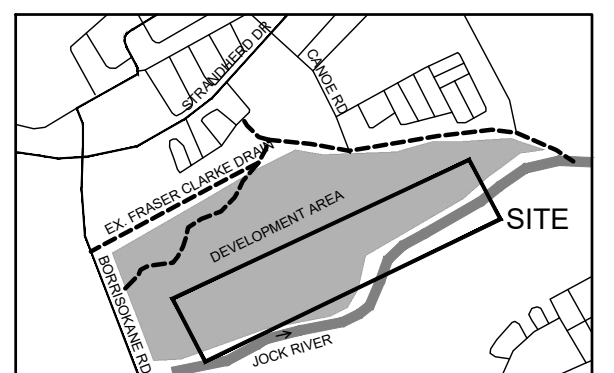 STRANDHERD DR
CANOE RD
EX. FRASER CLARKE DRAIN
DEVELOPMENT AREA
SITE
BORRISOKANE RD
JOCK RIVER